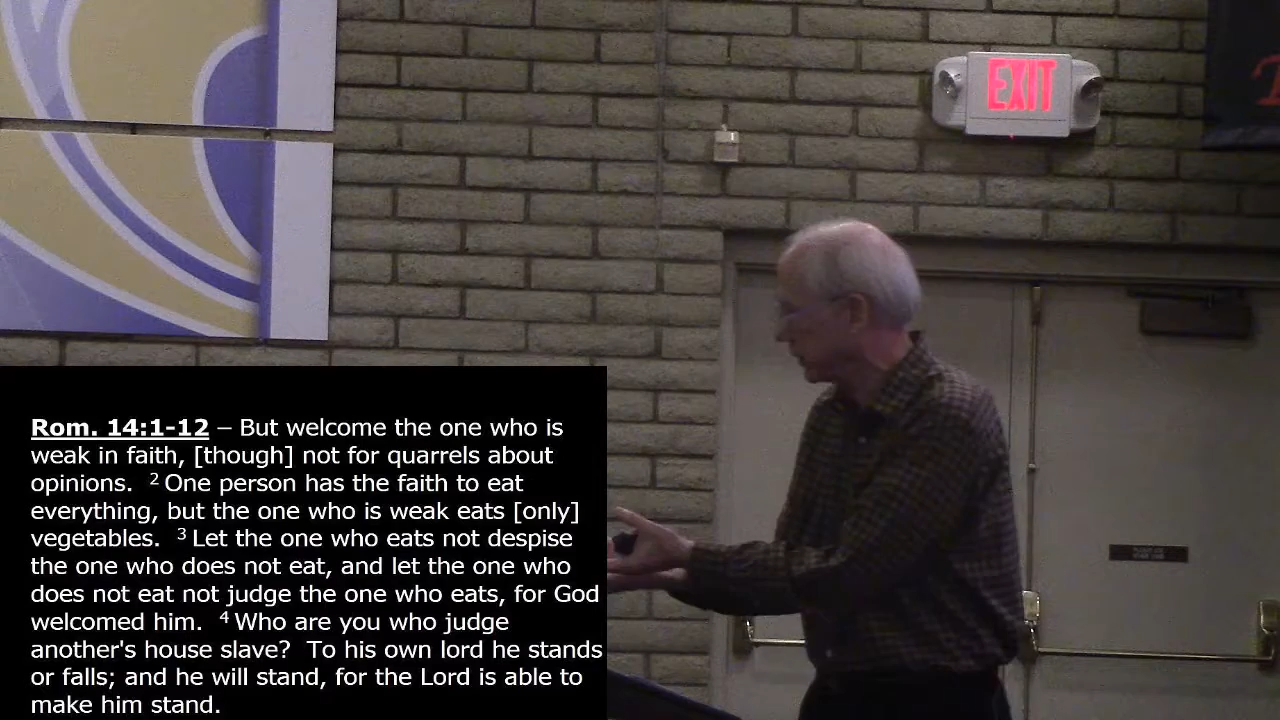 EXIT
Rom. 14:1-12 – But welcome the one who is
weak in faith, [though] not for quarrels about
opinions. ² One person has the faith to eat
everything, but the one who is weak eats [only]
vegetables. ³ Let the one who eats not despise
the one who does not eat, and let the one who
does not eat not judge the one who eats, for God
welcomed him. ⁴ Who are you who judge
another's house slave? To his own lord he stands
or falls; and he will stand, for the Lord is able to
make him stand.